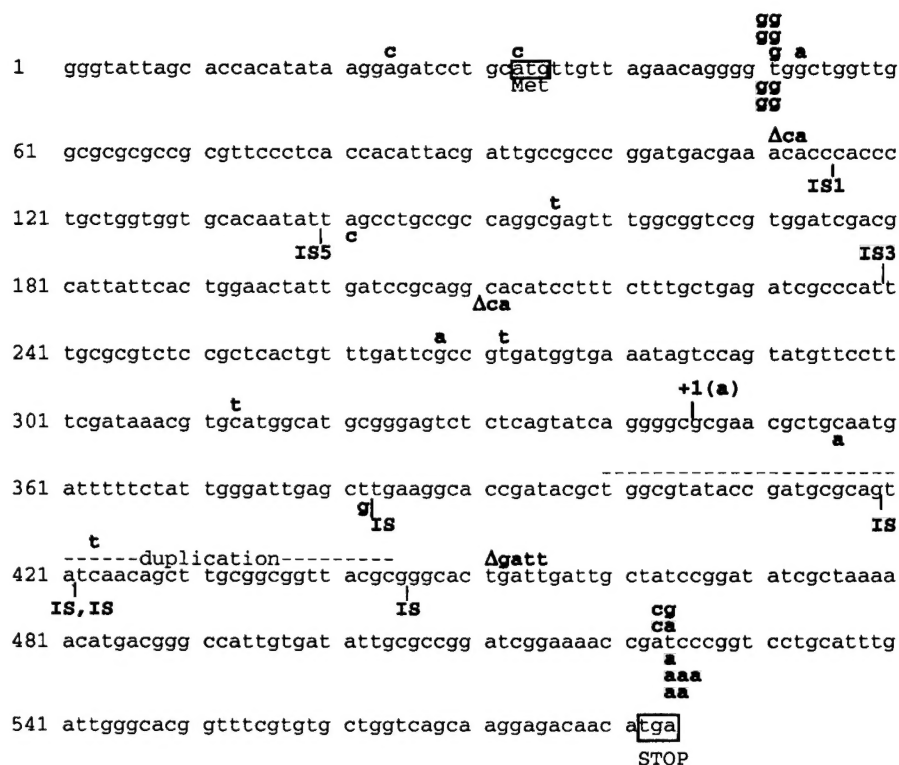 gg
gg
c c g a
1 gggtattagc accacatata aggagatcct gcatgttgtt agaacagggg tggctggttg
Met gg
gg
Δca
61 gcgcgcgccg cgttccctca ccacattacg attgccgccc ggatgacgaa acacccaccc
IS1
t
121 tgctggtggt gcacaatatt agcctgccgc caggcgagtt tggcggtccg tggatcgacg
IS5 c IS3
181 cattattcac tggaactatt gatccgcagg cacatccttt ctttgctgag atcgcccatt
Δca
a t
241 tgcgcgtctc cgctcactgt ttgattcgcc gtgatggtga aatagtccag tatgttcctt
+1(a)
t
301 tcgataaacg tgcatggcat gcgggagtct ctcagtatca ggggcgcgaa cgctgcaatg
a
361 atttttctat tgggattgag cttgaaggca ccgatacgct tggcgtatacc gatgcgcaqt
g IS IS
t
------duplication---------
421 atcaacagct tgcggcggtt acgcgggcac tgattgattg ctatccggat atcgctaaaa
Δgatt
IS,IS IS
cg
ca
481 acatgacggg ccattgtgat attgcgccgg atcggaaaac cgatcccggt cctgcatttg
a
aaa
aa
541 attgggcacg gtttcgtgtg ctggtcagca aggagacaac atga
STOP